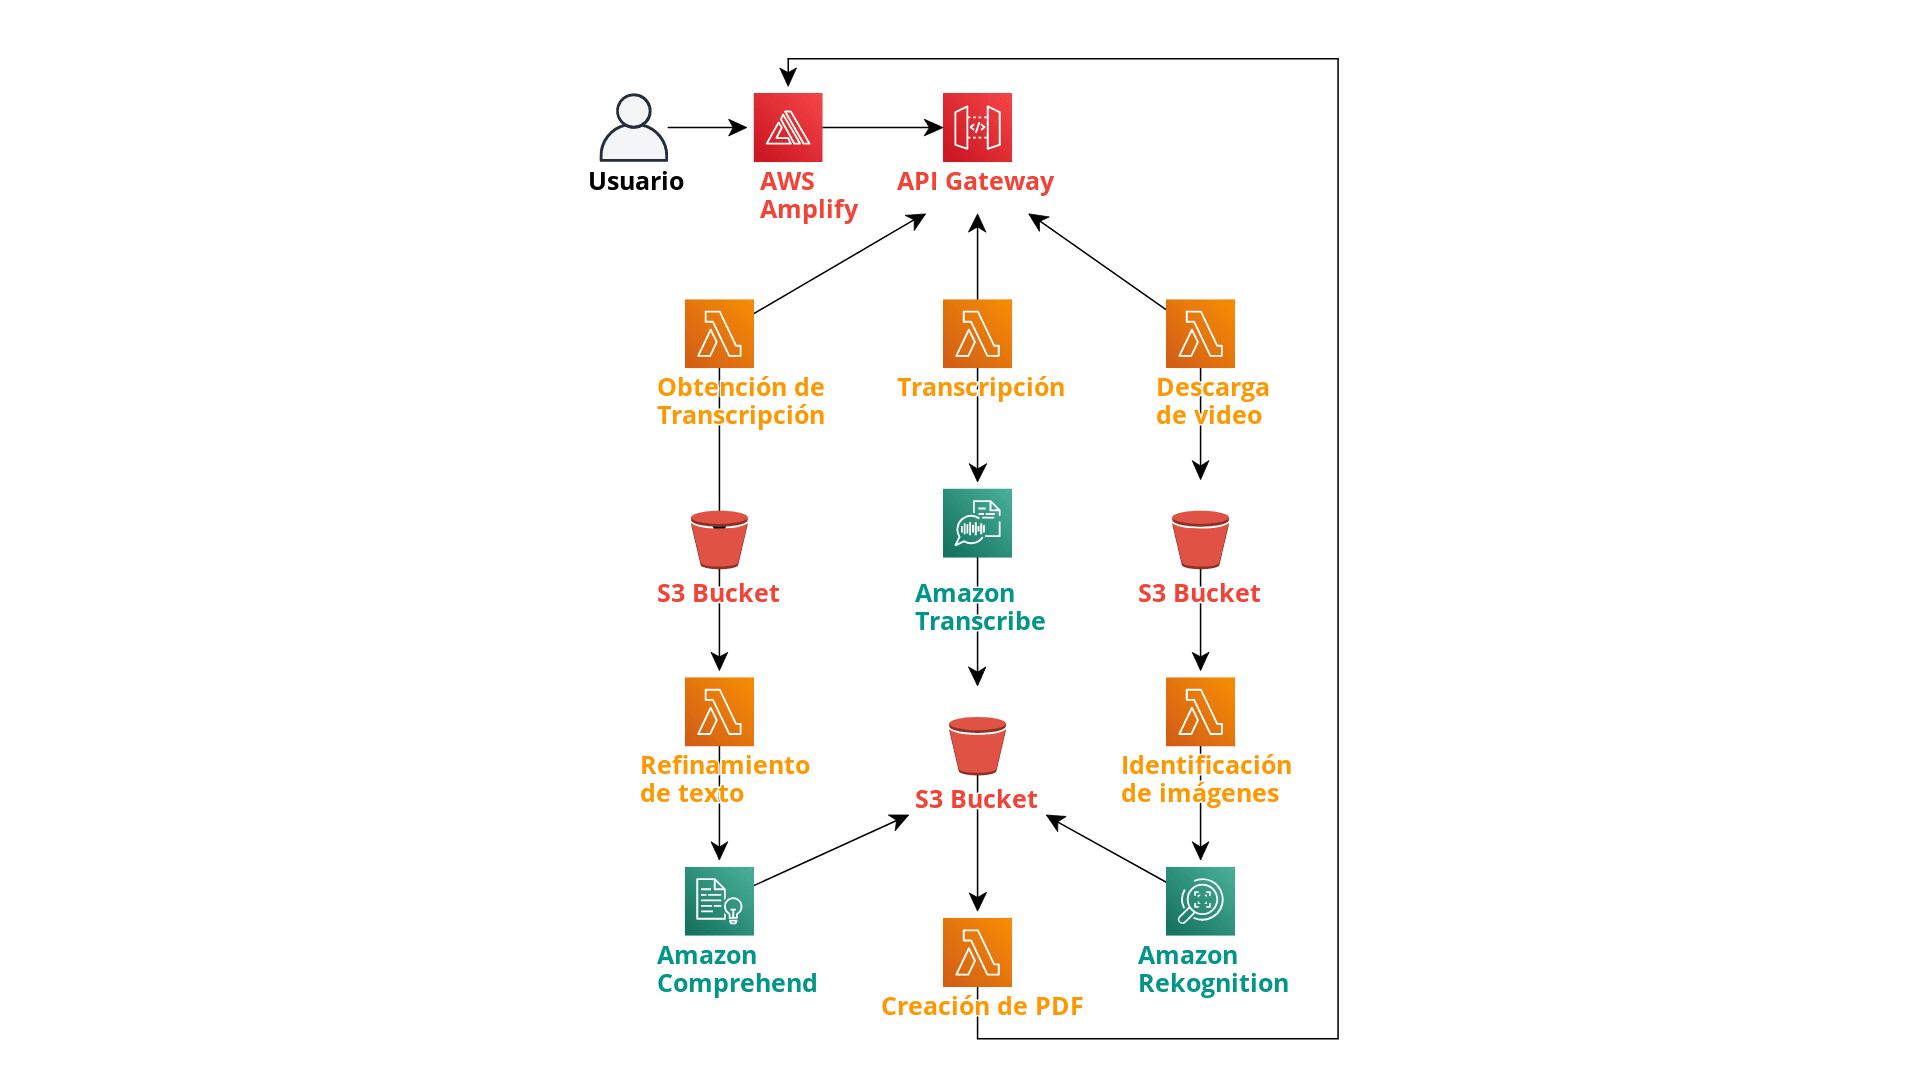 Usuario
AWS
Amplify
API Gateway
Obtención de
Transcripción
Transcripción
Descarga
de video
S3 Bucket
Amazon
Transcribe
S3 Bucket
Refinamiento
de texto
S3 Bucket
Identificación
de imágenes
Amazon
Comprehend
Creación de PDF
Amazon
Rekognition